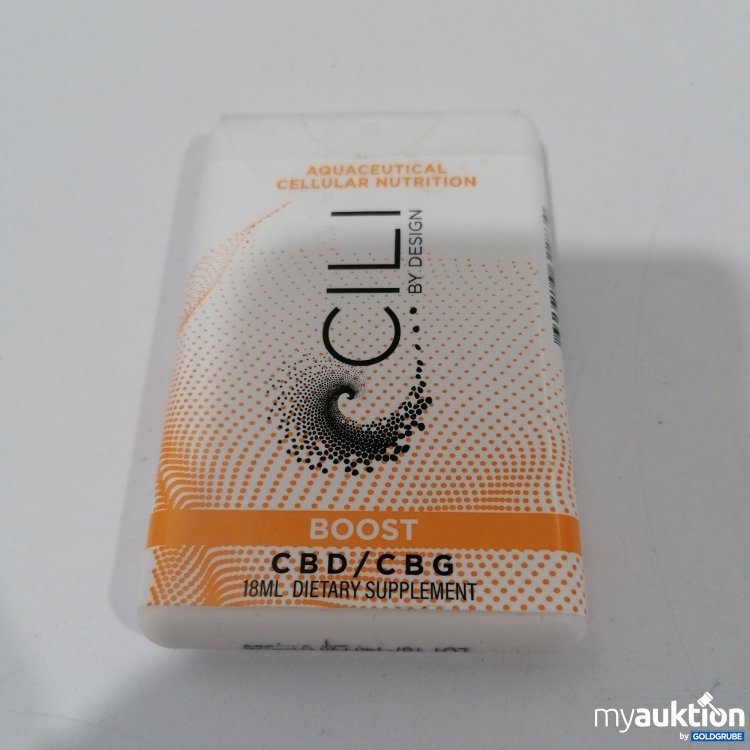 AQUACEUTICAL
CELLULAR NUTRITION
CILI
BY DESIGN
BOOST
CBD/CBG
18ML DIETARY SUPPLEMENT
myauktion
by GOLDGRUBE